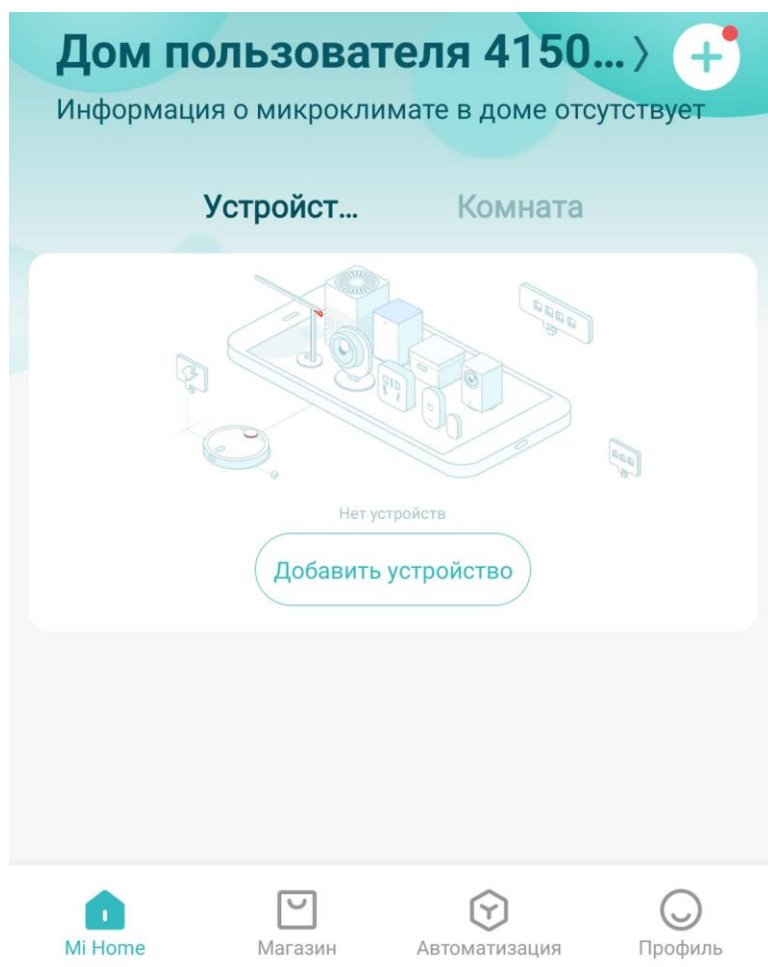 Дом пользователя 4150...
Информация о микроклимате в доме отсутствует
Устройст... Комната
Нет устройств
Добавить устройство
Mi Home Магазин Автоматизация Профиль